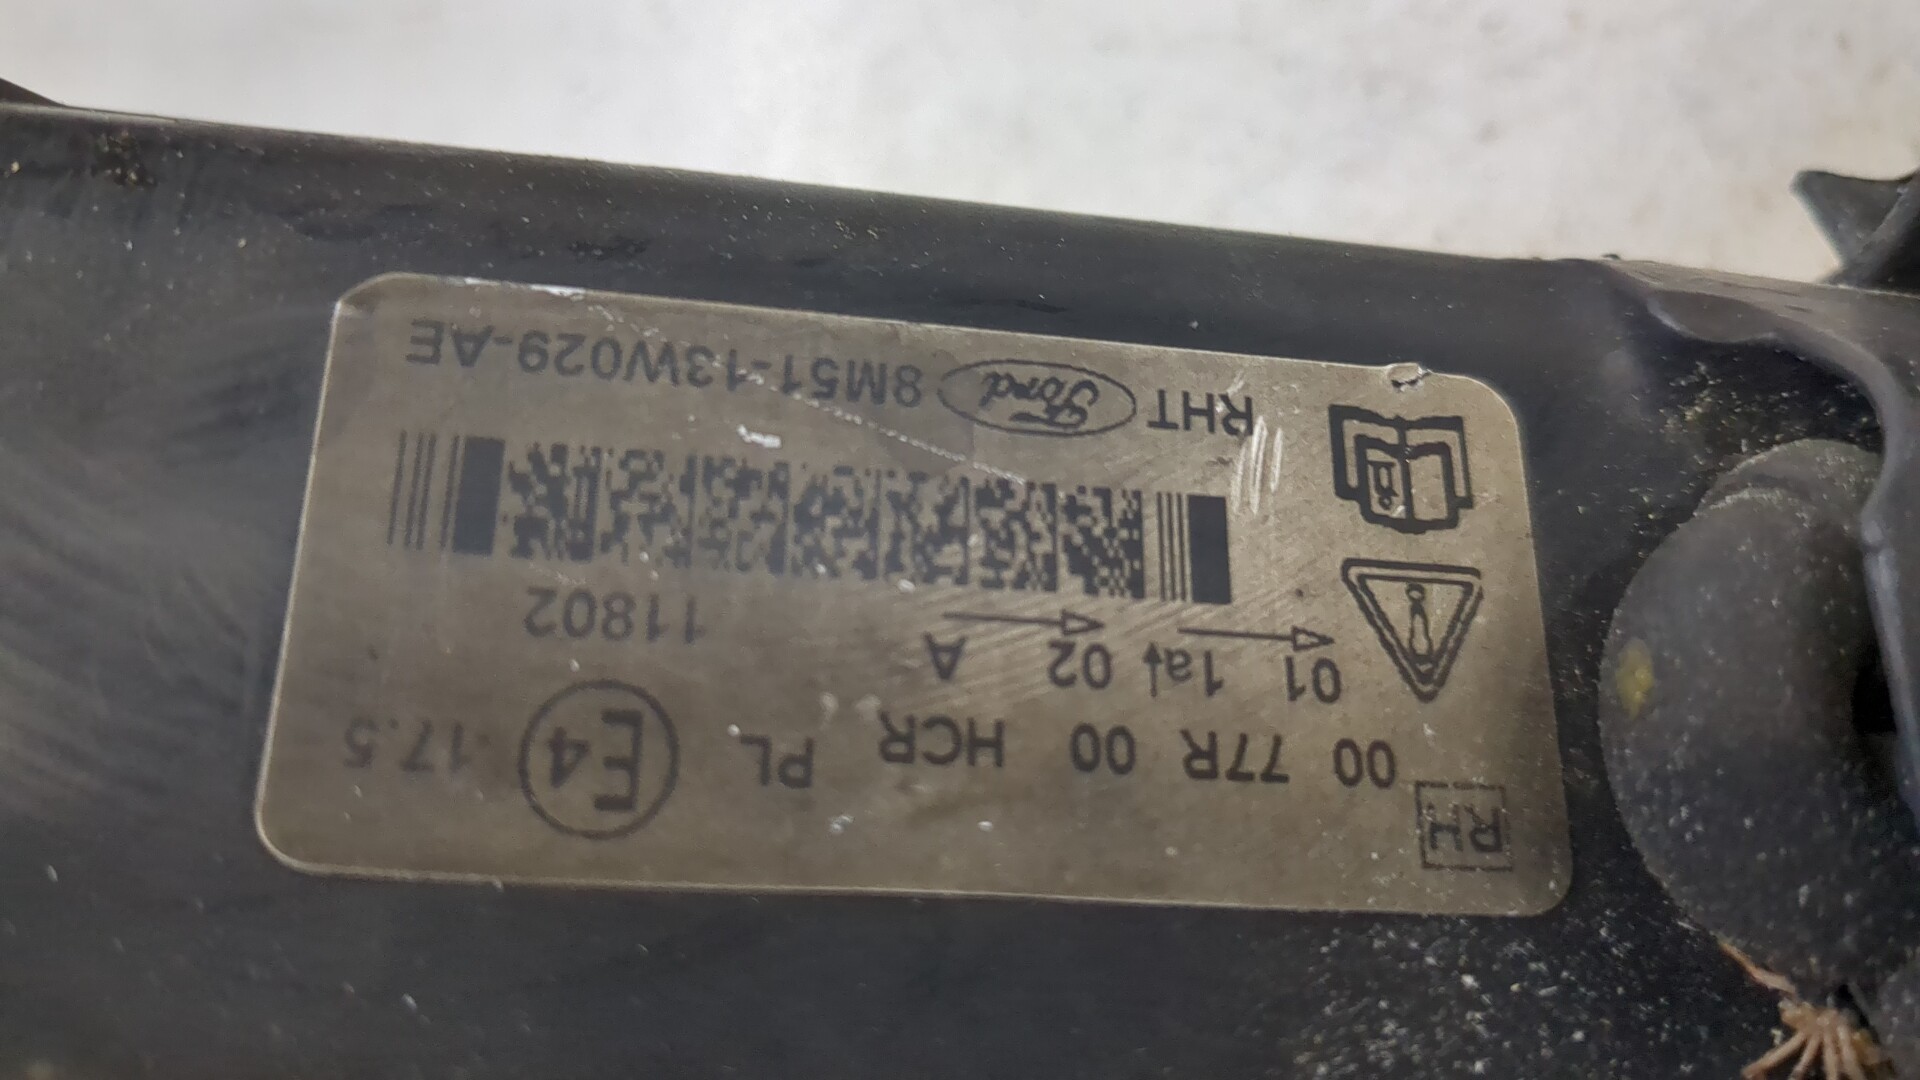 RH
00 77R 00 HCR PL E4 17.5
01 1a 02 A 11802
RHT Ford 8M51-13W029-AE